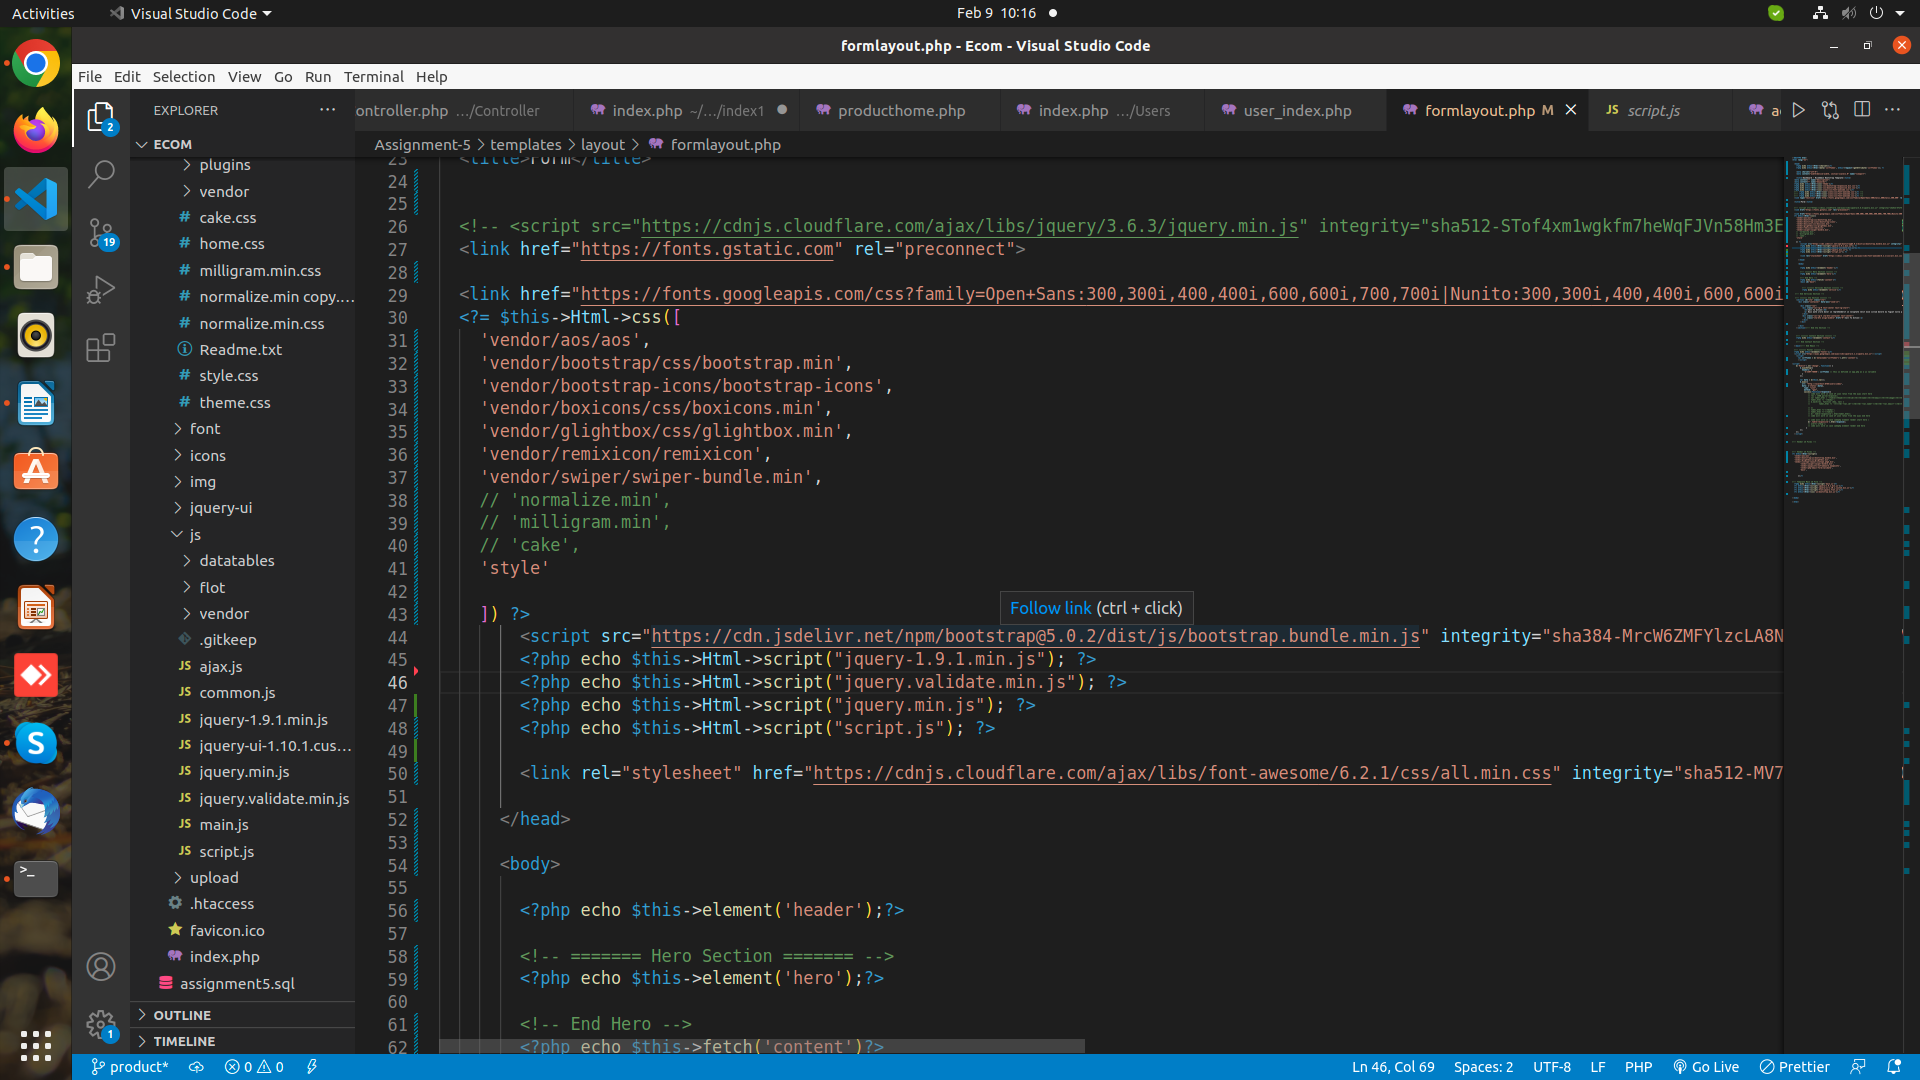 Activities
Visual Studio Code
Feb 9 10:16
formlayout.php - Ecom - Visual Studio Code
File Edit Selection View Go Run Terminal Help
EXPLORER
ontroller.php .../Controller
index.php ~/.../index1
producthome.php
index.php .../Users
user_index.php
formlayout.php M
script.js
2
ECOM
Assignment-5 > templates > layout > formlayout.php
plugins
vendor
cake.css
home.css
milligram.min.css
normalize.min copy....
normalize.min.css
Readme.txt
style.css
theme.css
font
icons
img
jquery-ui
js
datatables
flot
vendor
.gitkeep
ajax.js
common.js
jquery-1.9.1.min.js
jquery-ui-1.10.1.cus...
jquery.min.js
jquery.validate.min.js
main.js
script.js
upload
.htaccess
favicon.ico
index.php
assignment5.sql
OUTLINE
TIMELINE
19
1
23 <title>Form</title>
24
25
26 <!-- <script src="https://cdnjs.cloudflare.com/ajax/libs/jquery/3.6.3/jquery.min.js" integrity="sha512-STof4xm1wgkfm7heWqFJVn58Hm3E
27 <link href="https://fonts.gstatic.com" rel="preconnect">
28
29 <link href="https://fonts.googleapis.com/css?family=Open+Sans:300,300i,400,400i,600,600i,700,700i|Nunito:300,300i,400,400i,600,600i
30 <?= $this->Html->css([
31 'vendor/aos/aos',
32 'vendor/bootstrap/css/bootstrap.min',
33 'vendor/bootstrap-icons/bootstrap-icons',
34 'vendor/boxicons/css/boxicons.min',
35 'vendor/glightbox/css/glightbox.min',
36 'vendor/remixicon/remixicon',
37 'vendor/swiper/swiper-bundle.min',
38 // 'normalize.min',
39 // 'milligram.min',
40 // 'cake',
41 'style'
42
Follow link (ctrl + click)
43 ]) ?>
44 <script src="https://cdn.jsdelivr.net/npm/bootstrap@5.0.2/dist/js/bootstrap.bundle.min.js" integrity="sha384-MrcW6ZMFYlzcLA8N
45 <?php echo $this->Html->script("jquery-1.9.1.min.js"); ?>
46 <?php echo $this->Html->script("jquery.validate.min.js"); ?>
47 <?php echo $this->Html->script("jquery.min.js"); ?>
48 <?php echo $this->Html->script("script.js"); ?>
49
50 <link rel="stylesheet" href="https://cdnjs.cloudflare.com/ajax/libs/font-awesome/6.2.1/css/all.min.css" integrity="sha512-MV7
51
52 </head>
53
54 <body>
55
56 <?php echo $this->element('header');?>
57
58 <!-- ======= Hero Section ======= -->
59 <?php echo $this->element('hero');?>
60
61 <!-- End Hero -->
62 <?php echo $this->fetch('content')?>
product* 0 0
Ln 46, Col 69 Spaces: 2 UTF-8 LF PHP Go Live Prettier